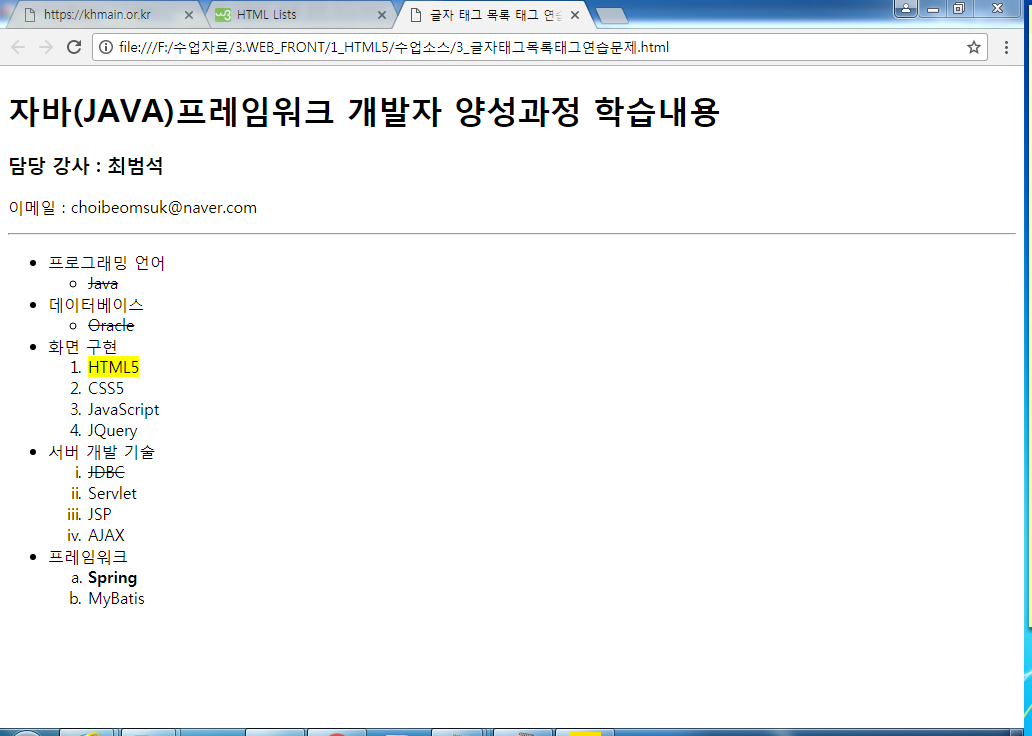 https://khmain.or.kr
HTML Lists
글자 태그 목록 태그 연습
file:///F:/수업자료/3.WEB_FRONT/1_HTML5/수업소스/3_글자태그목록태그연습문제.html
자바(JAVA)프레임워크 개발자 양성과정 학습내용
담당 강사 : 최범석
이메일 : choibeomsuk@naver.com
프로그래밍 언어
Java
데이터베이스
Oracle
화면 구현
1. HTML5
2. CSS5
3. JavaScript
4. JQuery
서버 개발 기술
i. JDBC
ii. Servlet
iii. JSP
iv. AJAX
프레임워크
a. Spring
b. MyBatis